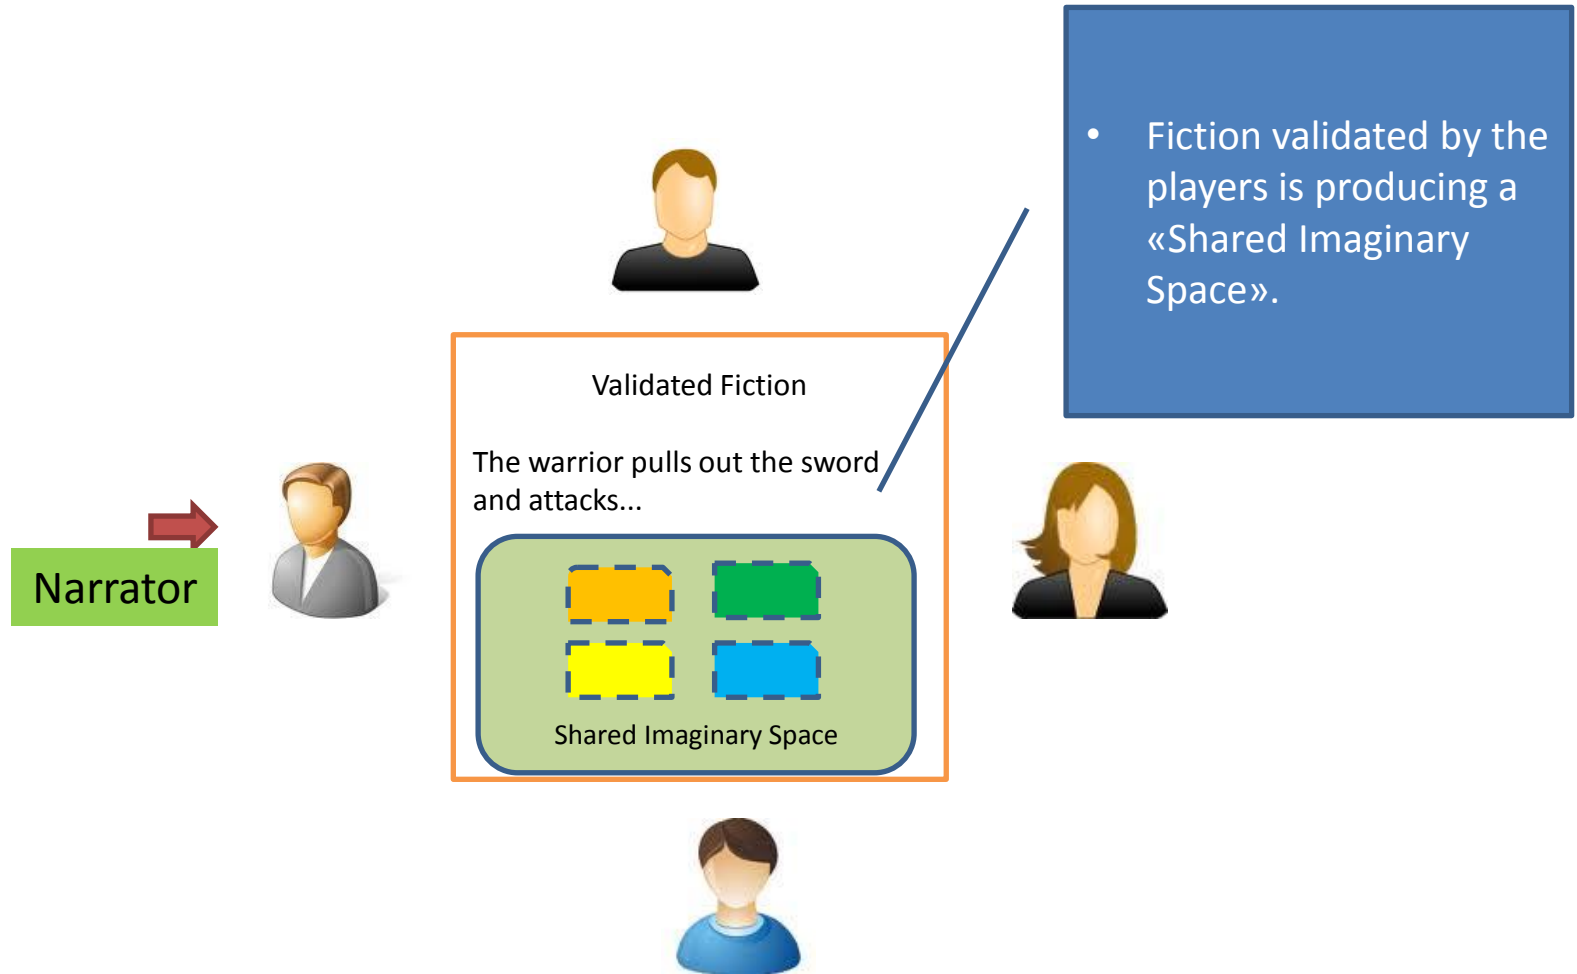 • Fiction validated by the
players is producing a
«Shared Imaginary
Space».
Validated Fiction
The warrior pulls out the sword
and attacks...
Narrator
Shared Imaginary Space